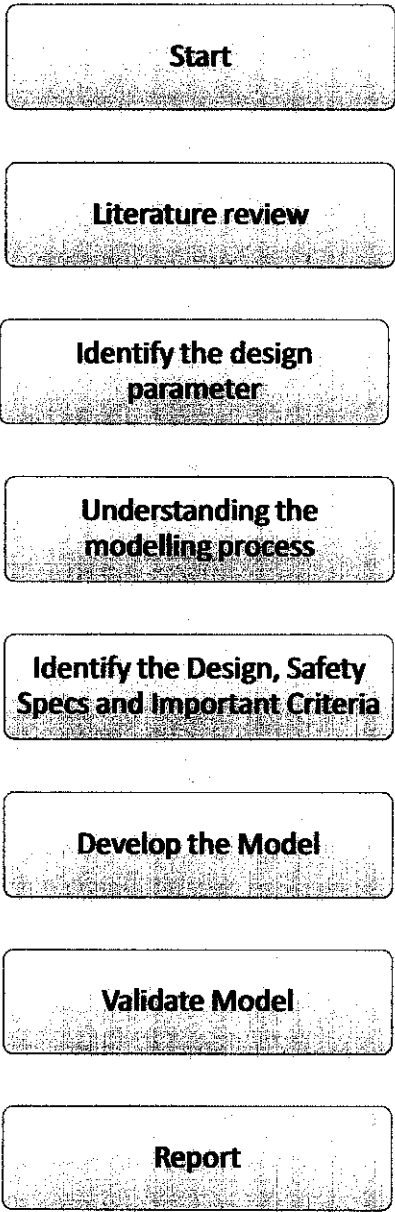 Start
Literature review
Identify the design
parameter
Understanding the
modelling process
Identify the Design, Safety
Specs and Important Criteria
Develop the Model
Validate Model
Report